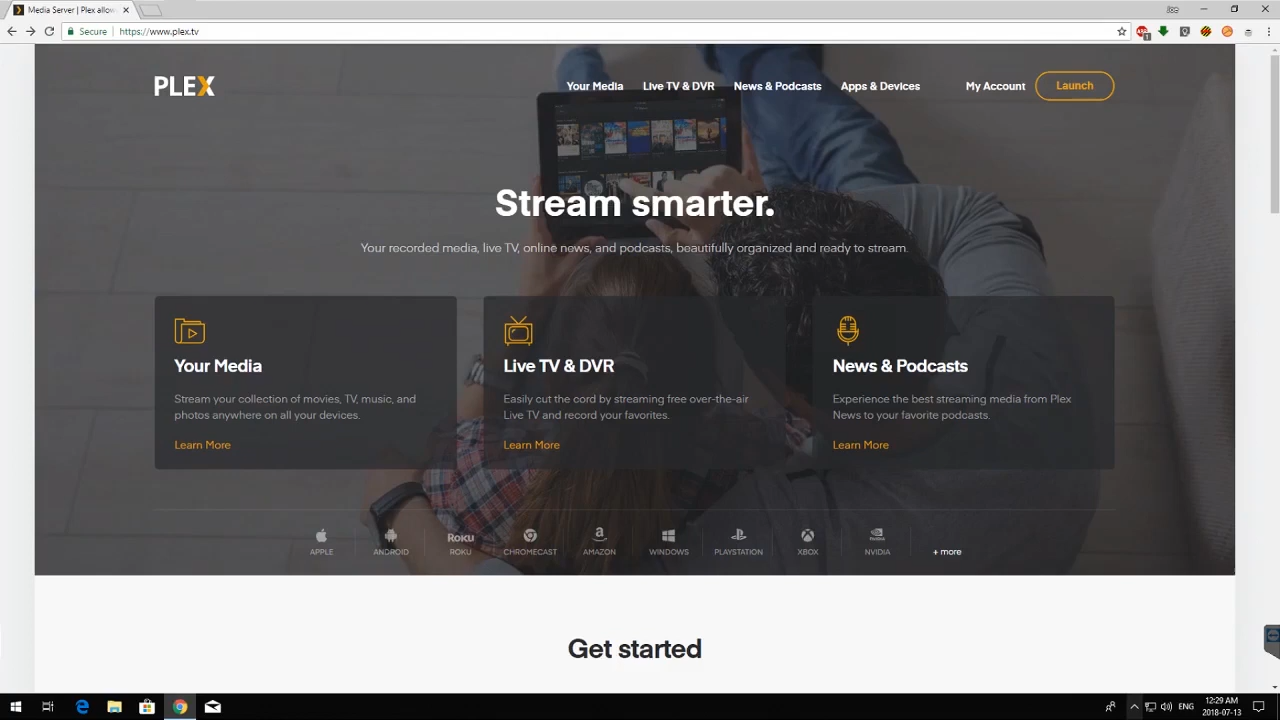 Media Server | Plex allow
Secure
https://www.plex.tv
PLEX
Your Media
Live TV & DVR
News & Podcasts
Apps & Devices
My Account
Launch
Stream smarter.
Your recorded media, live TV, online news, and podcasts, beautifully organized and ready to stream.
Your Media
Stream your collection of movies, TV, music, and
photos anywhere on all your devices.
Learn More
Live TV & DVR
Easily cut the cord by streaming free over-the-air
Live TV and record your favorites.
Learn More
News & Podcasts
Experience the best streaming media from Plex
News to your favorite podcasts.
Learn More
ROKU
APPLE
ANDROID
ROKU
CHROMECAST
AMAZON
WINDOWS
PLAYSTATION
XBOX
NVIDIA
+ more
Get started
ENG
12:29 AM
2018-07-13